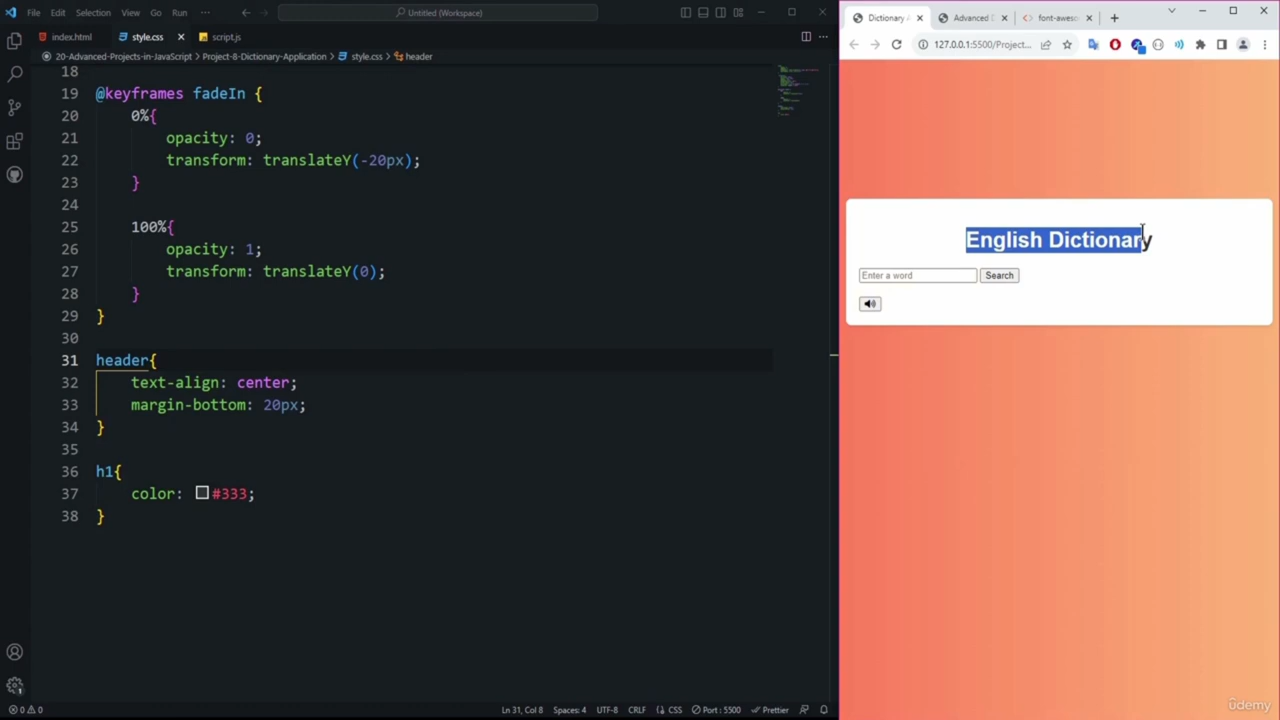 File Edit Selection View Go Run ··· Untitled (Workspace)
index.html style.css script.js
20-Advanced-Projects-in-JavaScript > Project-8-Dictionary-Application > style.css > header
18
19 @keyframes fadeIn {
20 0%{
21 opacity: 0;
22 transform: translateY(-20px);
23 }
24
25 100%{
26 opacity: 1;
27 transform: translateY(0);
28 }
29 }
30
31 header{
32 text-align: center;
33 margin-bottom: 20px;
34 }
35
36 h1{
37 color: #333;
38 }
0 0 Ln 31, Col 8 Spaces: 4 UTF-8 CRLF CSS Port : 5500 Prettier
Dictionary A Advanced D font-aweso
127.0.0.1:5500/Project...
English Dictionary
Enter a word Search
ûdemy